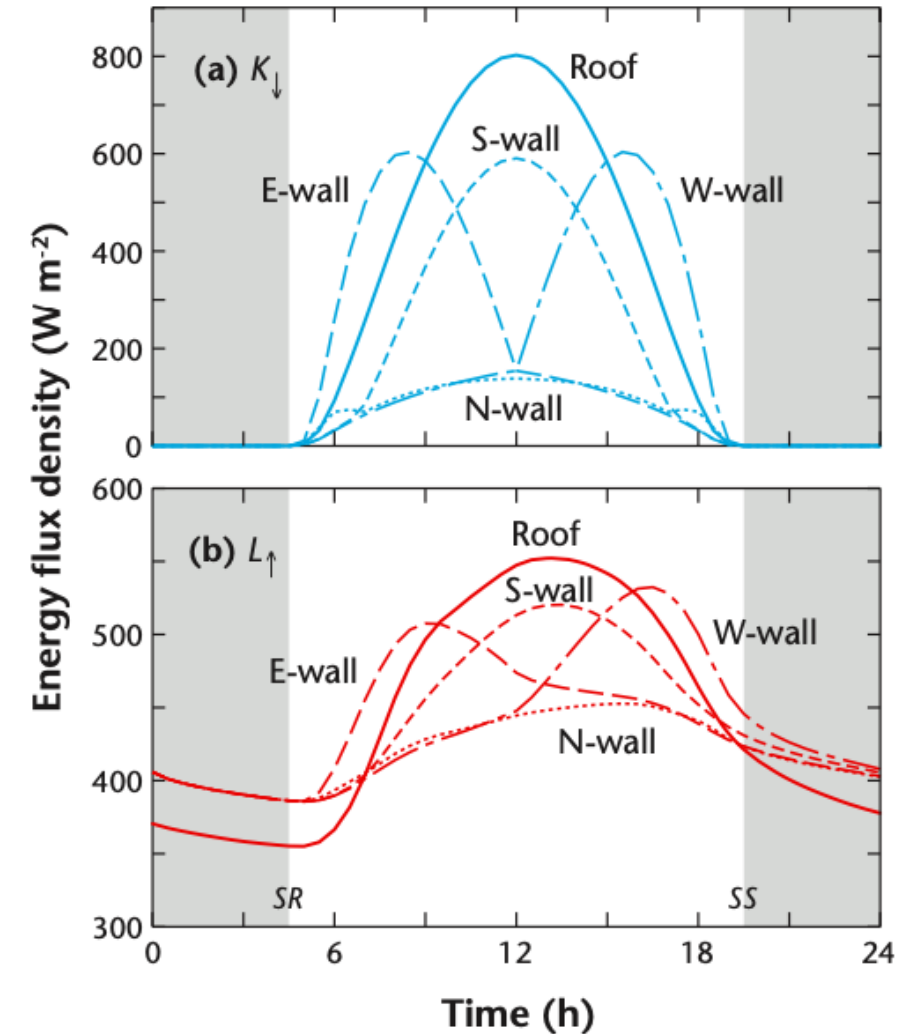 Energy flux density (W m⁻²)
800
600
400
200
0
(a) K↓
Roof
S-wall
E-wall
W-wall
N-wall
600
500
400
300
(b) L↑
Roof
S-wall
W-wall
E-wall
N-wall
SR
SS
0 6 12 18 24
Time (h)